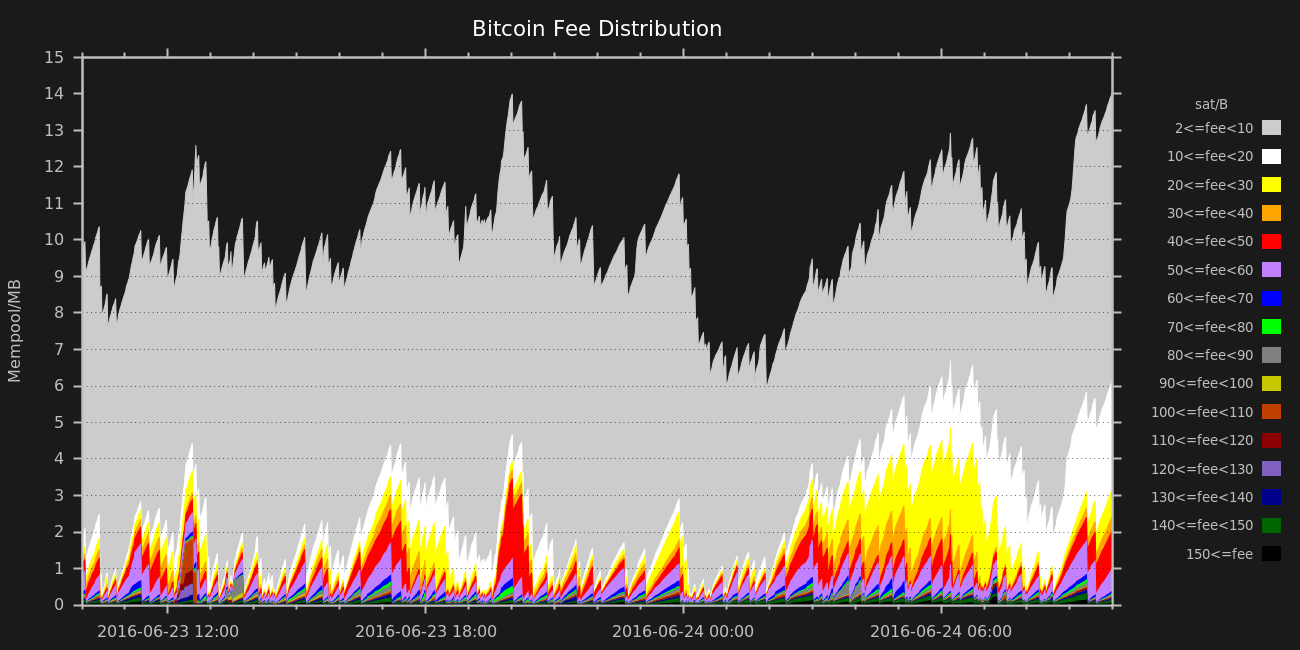 Bitcoin Fee Distribution
15
14
13
12
11
10
9
8
7
6
5
4
3
2
1
0
Mempool/MB
2016-06-23 12:00
2016-06-23 18:00
2016-06-24 00:00
2016-06-24 06:00
sat/B
2<=fee<10
10<=fee<20
20<=fee<30
30<=fee<40
40<=fee<50
50<=fee<60
60<=fee<70
70<=fee<80
80<=fee<90
90<=fee<100
100<=fee<110
110<=fee<120
120<=fee<130
130<=fee<140
140<=fee<150
150<=fee